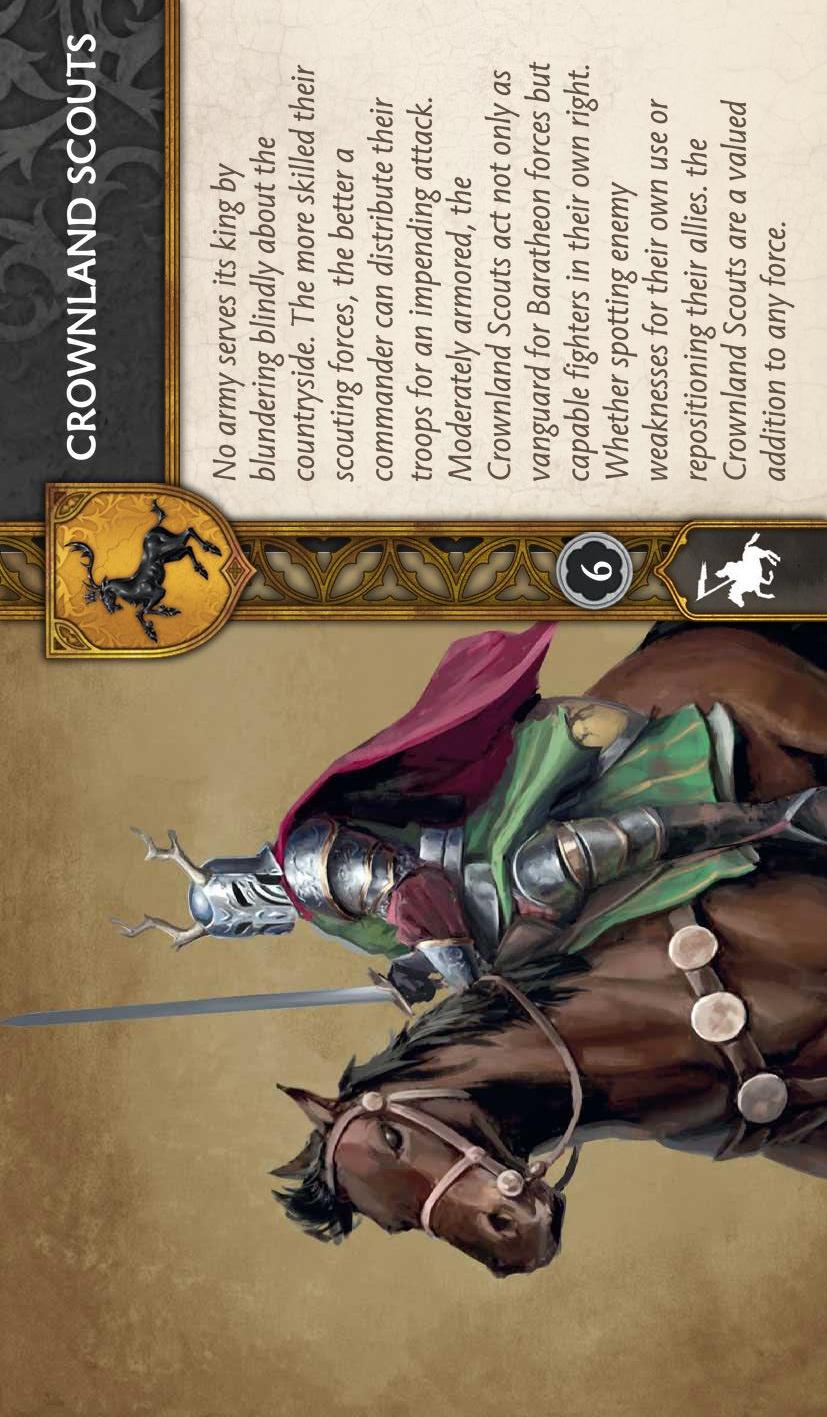 CROWNLAND SCOUTS
No army serves its king by
blundering blindly about the
countryside. The more skilled their
scouting forces, the better a
commander can distribute their
troops for an impending attack.
Moderately armored, the
Crownland Scouts act not only as
vanguard for Baratheon forces but
capable fighters in their own right.
Whether spotting enemy
weaknesses for their own use or
repositioning their allies. the
Crownland Scouts are a valued
addition to any force.
6